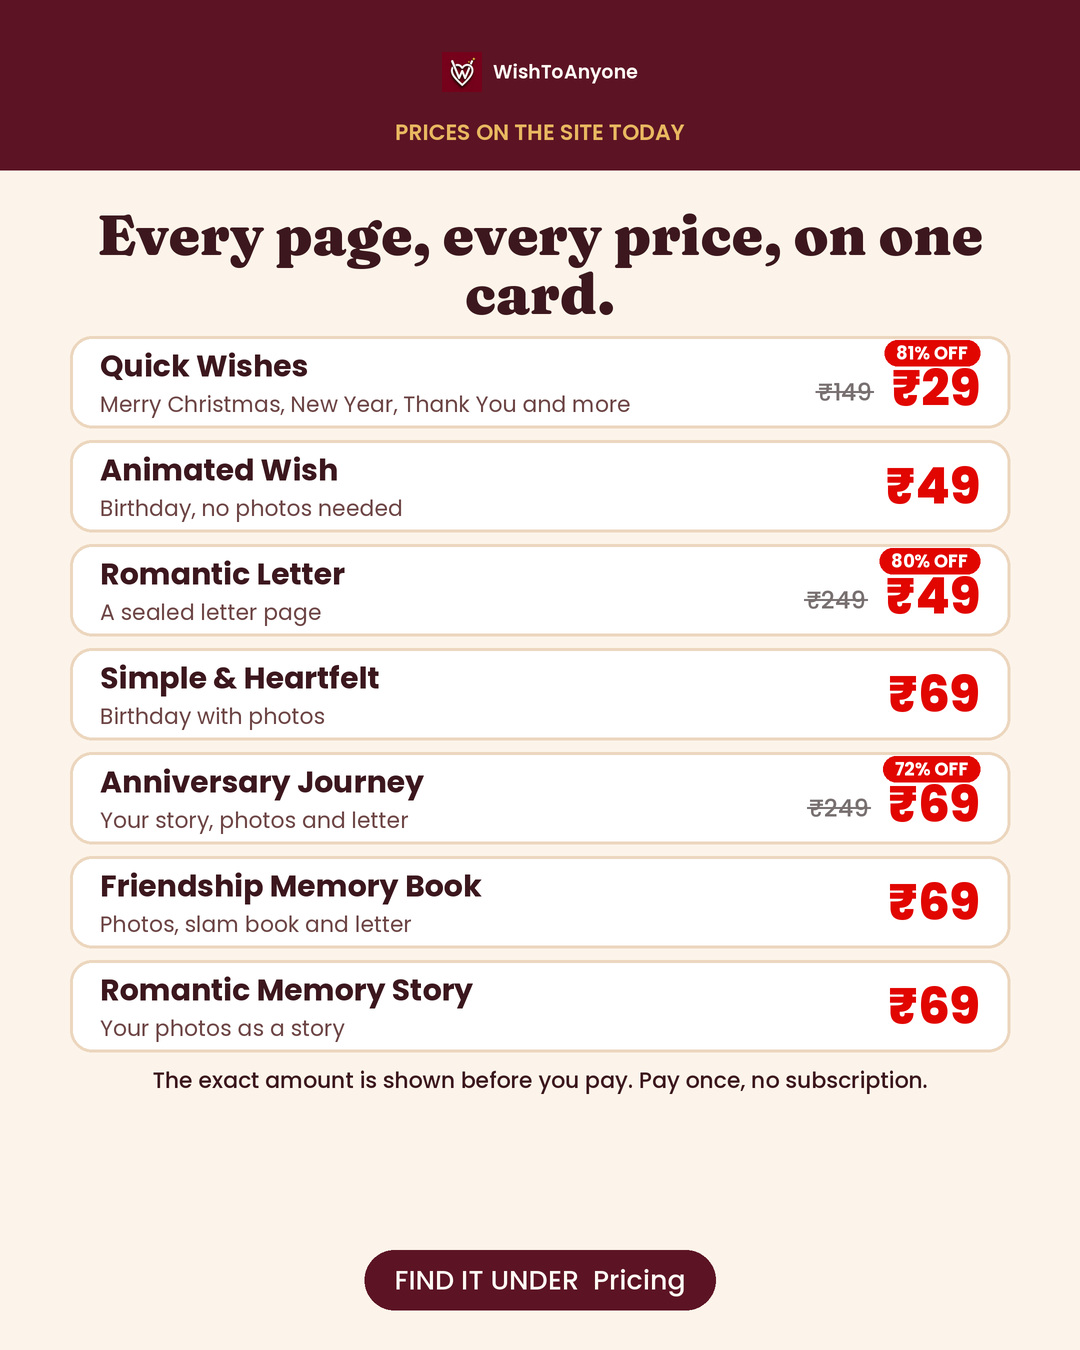 WishToAnyone
PRICES ON THE SITE TODAY
Every page, every price, on one
card.
Quick Wishes
Merry Christmas, New Year, Thank You and more
81% OFF
₹149 ₹29
Animated Wish
Birthday, no photos needed
₹49
Romantic Letter
A sealed letter page
80% OFF
₹249 ₹49
Simple & Heartfelt
Birthday with photos
₹69
Anniversary Journey
Your story, photos and letter
72% OFF
₹249 ₹69
Friendship Memory Book
Photos, slam book and letter
₹69
Romantic Memory Story
Your photos as a story
₹69
The exact amount is shown before you pay. Pay once, no subscription.
FIND IT UNDER Pricing